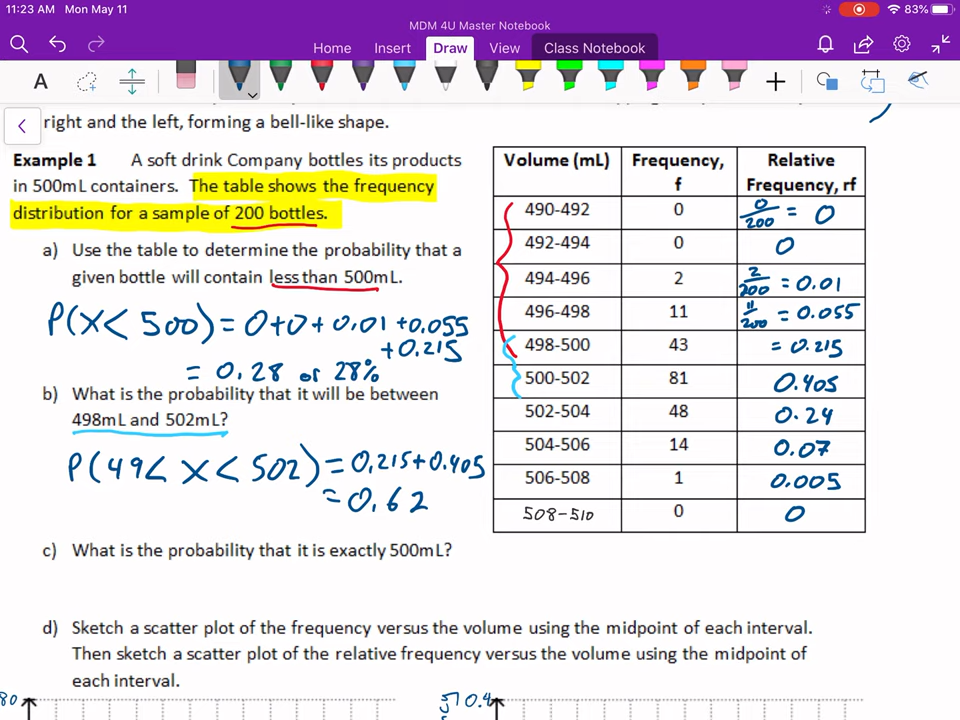 11:23 AM Mon May 11
83%
MDM 4U Master Notebook
Home Insert Draw View Class Notebook
A
right and the left, forming a bell-like shape.
Example 1 A soft drink Company bottles its products
in 500mL containers. The table shows the frequency
distribution for a sample of 200 bottles.
a) Use the table to determine the probability that a
given bottle will contain less than 500mL.
P(X < 500) = 0+0+0.01+0.055
+0.215
= 0.28 or 28%
b) What is the probability that it will be between
498mL and 502mL?
P(49< X < 502) = 0.215+0.405
= 0.62
Volume (mL) Frequency, f Relative Frequency, rf
490-492 0 0/200 = 0
492-494 0 0
494-496 2 2/200 = 0.01
496-498 11 11/200 = 0.055
498-500 43 = 0.215
500-502 81 0.405
502-504 48 0.24
504-506 14 0.07
506-508 1 0.005
508-510 0 0
c) What is the probability that it is exactly 500mL?
d) Sketch a scatter plot of the frequency versus the volume using the midpoint of each interval.
Then sketch a scatter plot of the relative frequency versus the volume using the midpoint of
each interval.
80
0.4